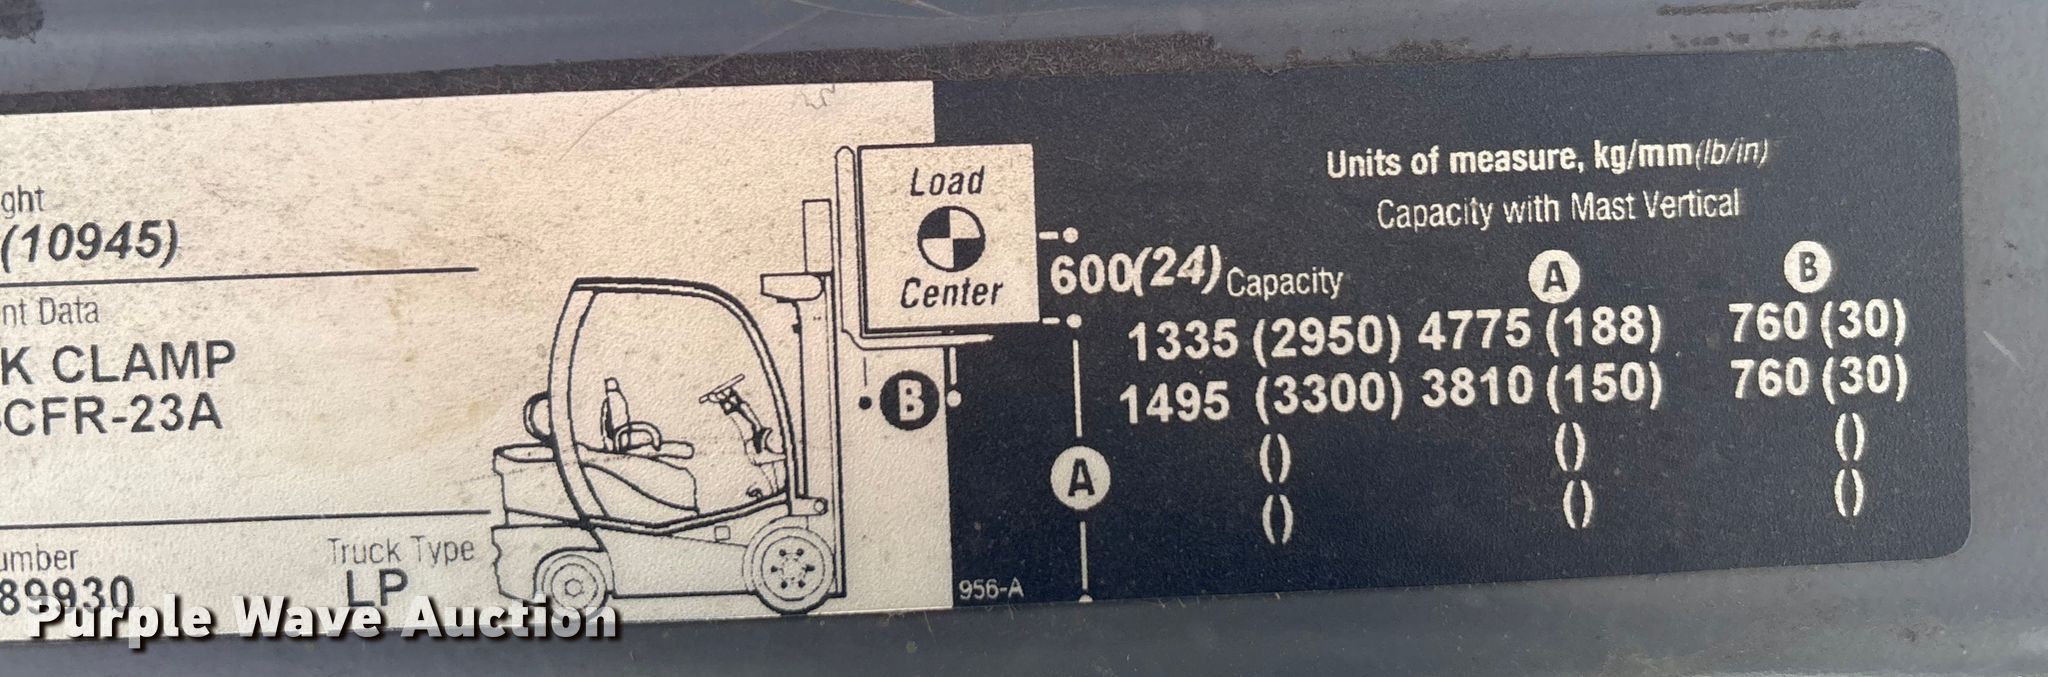 ght
(10945)
nt Data
K CLAMP
CFR-23A
umber
89930
Truck Type
LP
Load
Center
B
A
956-A
Units of measure, kg/mm(lb/in)
Capacity with Mast Vertical
600(24) Capacity A B
1335 (2950) 4775 (188) 760 (30)
1495 (3300) 3810 (150) 760 (30)
() () ()
() () ()
Purple Wave Auction